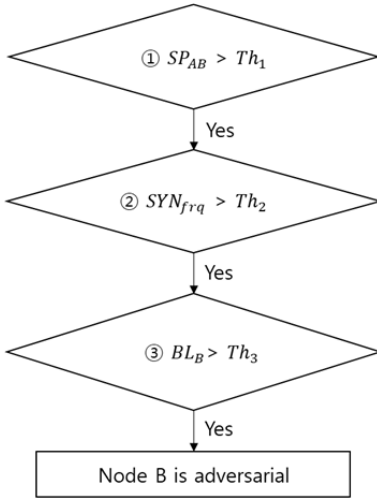 ① SP_AB > Th_1
Yes
② SYN_frq > Th_2
Yes
③ BL_B > Th_3
Yes
Node B is adversarial